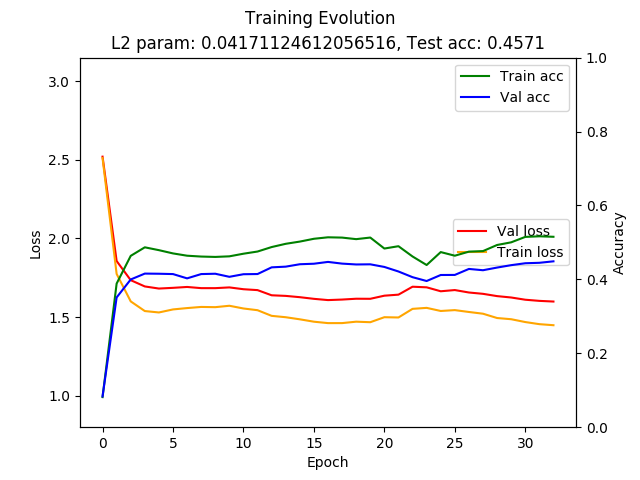 Training Evolution
L2 param: 0.04171124612056516, Test acc: 0.4571
Train acc
Val acc
Val loss
Train loss
Loss
3.0
2.5
2.0
1.5
1.0
Accuracy
1.0
0.8
0.6
0.4
0.2
0.0
0 5 10 15 20 25 30
Epoch